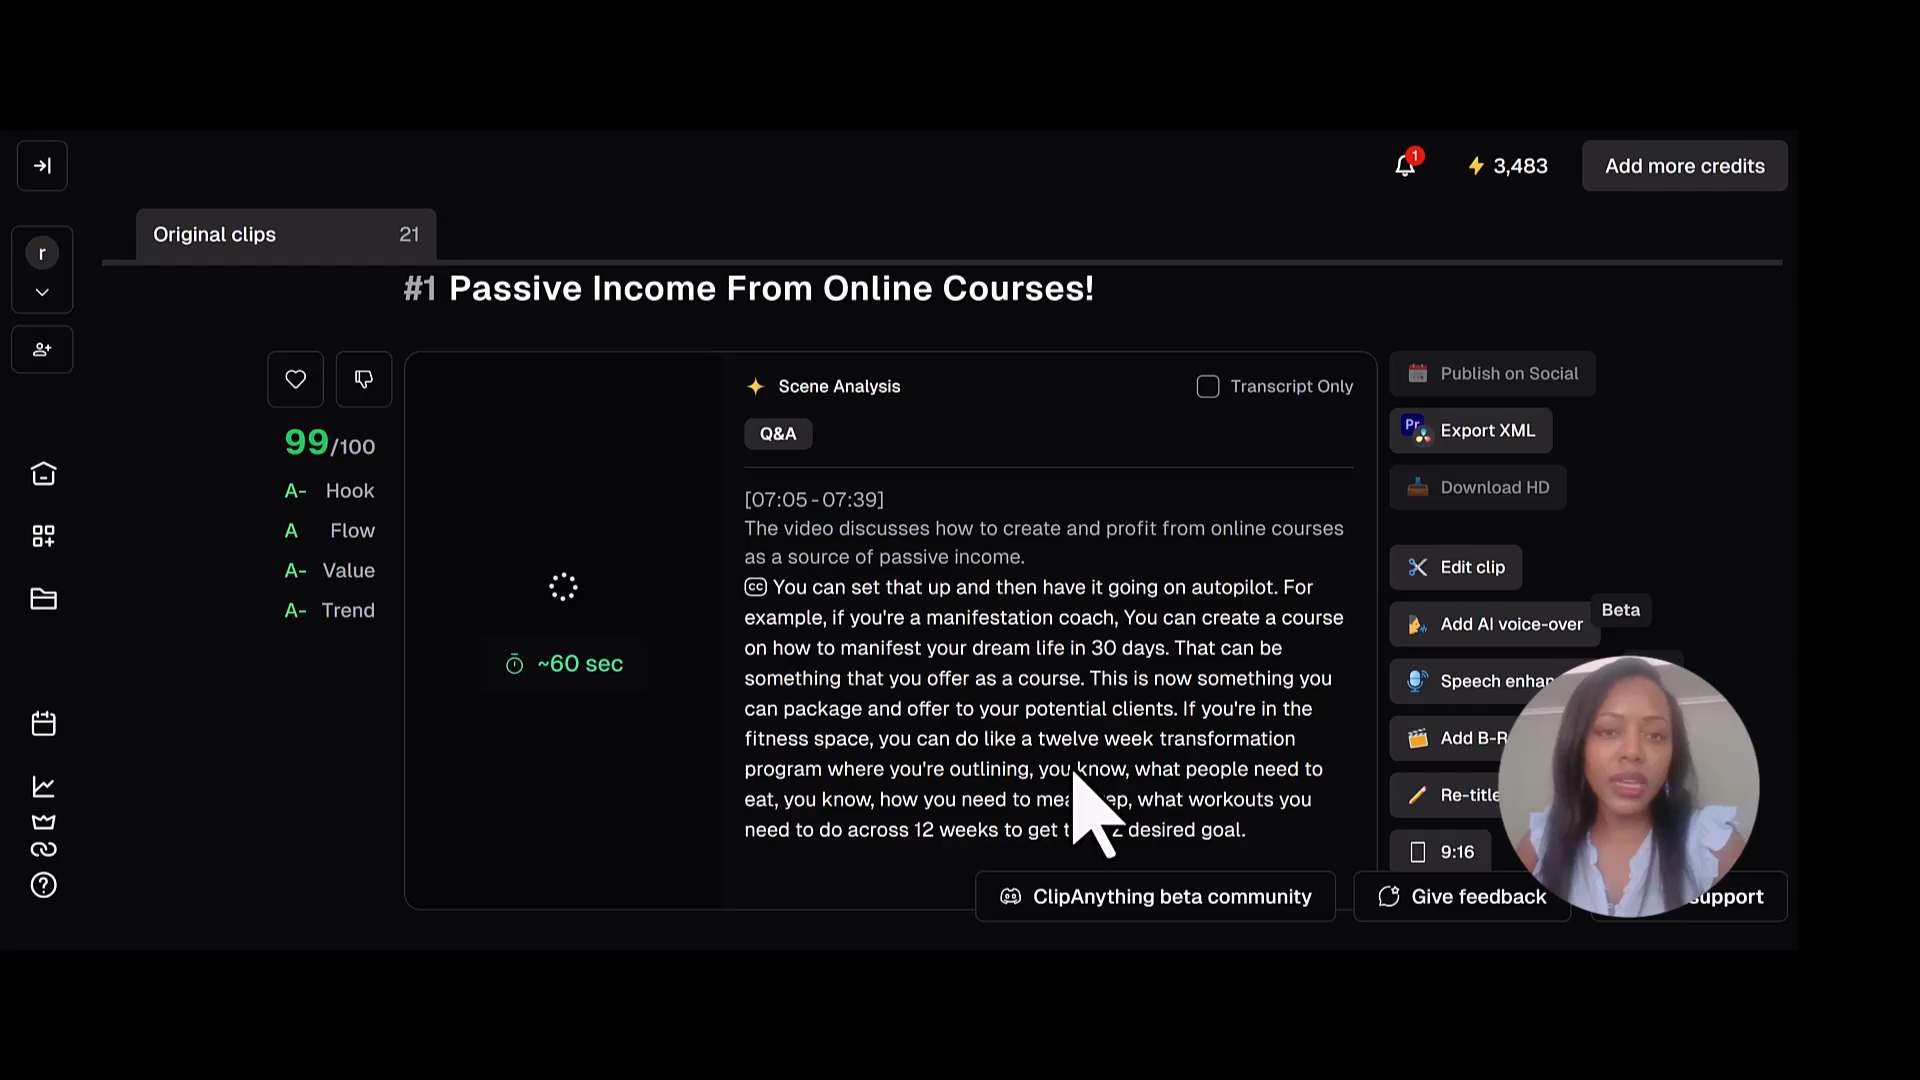 1
3,483
Add more credits
r
Original clips 21
#1 Passive Income From Online Courses!
99/100
A- Hook
A Flow
A- Value
A- Trend
~60 sec
Scene Analysis
Transcript Only
Q&A
[07:05 - 07:39]
The video discusses how to create and profit from online courses
as a source of passive income.
CC You can set that up and then have it going on autopilot. For
example, if you're a manifestation coach, You can create a course
on how to manifest your dream life in 30 days. That can be
something that you offer as a course. This is now something you
can package and offer to your potential clients. If you're in the
fitness space, you can do like a twelve week transformation
program where you're outlining, you know, what people need to
eat, you know, how you need to what workouts you
need to do across 12 weeks to get desired goal.
Publish on Social
Pr Export XML
Download HD
Edit clip
Add AI voice-over
Beta
Speech enhan
Add B-R
Re-title
9:16
ClipAnything beta community
Give feedback
support